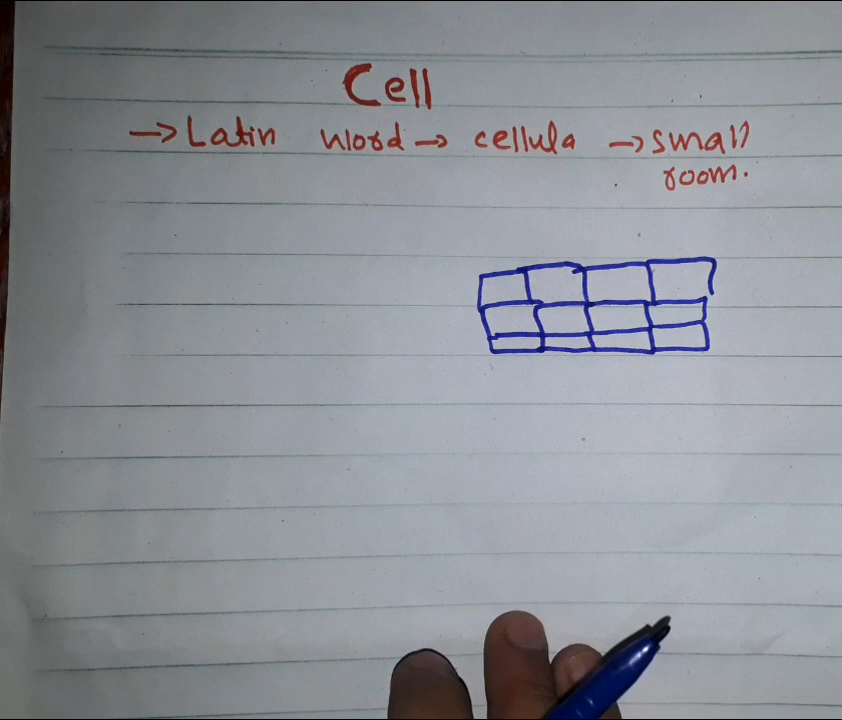 Cell
→ Latin word → cellula → small
room.